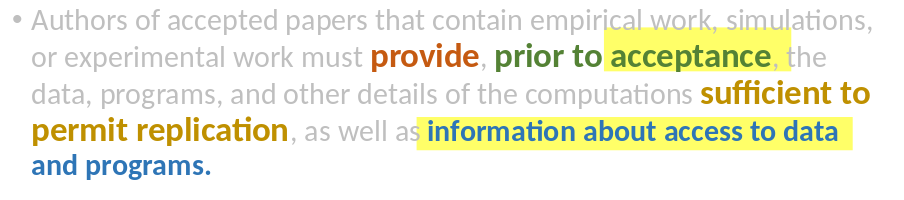 • Authors of accepted papers that contain empirical work, simulations,
or experimental work must provide, prior to acceptance, the
data, programs, and other details of the computations sufficient to
permit replication, as well as information about access to data
and programs.